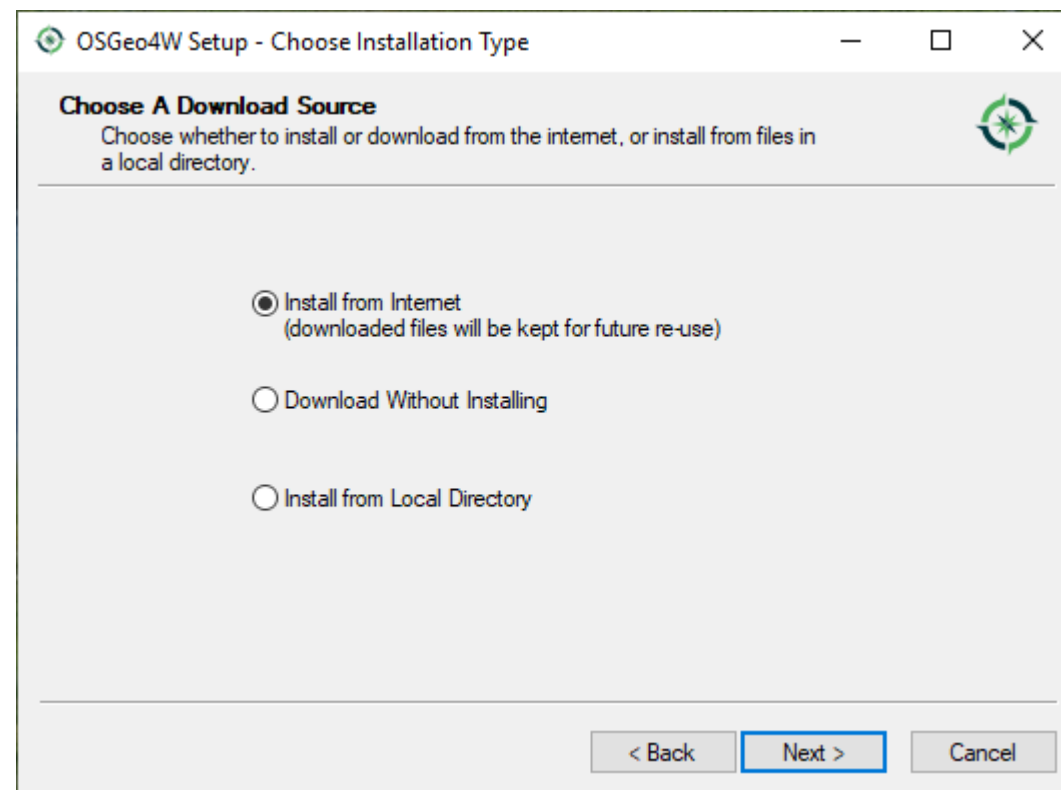 OSGeo4W Setup - Choose Installation Type
Choose A Download Source
Choose whether to install or download from the internet, or install from files in
a local directory.
Install from Internet
(downloaded files will be kept for future re-use)
Download Without Installing
Install from Local Directory
< Back
Next >
Cancel